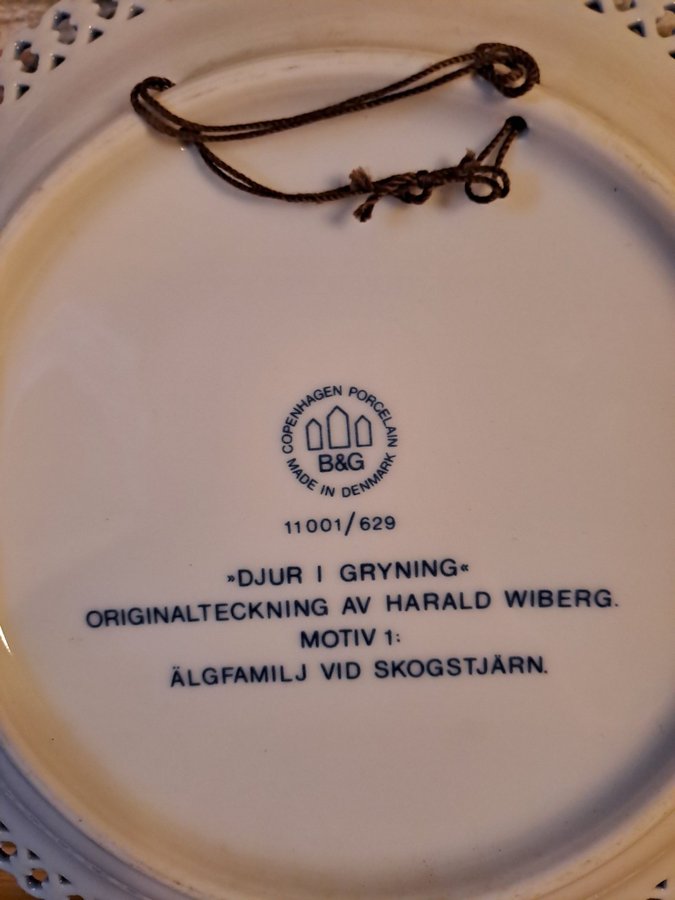 COPENHAGEN PORCELAIN
B&G
MADE IN DENMARK
11001/629
»DJUR I GRYNING«
ORIGINALTECKNING AV HARALD WIBERG.
MOTIV 1:
ÄLGFAMILJ VID SKOGSTJÄRN.